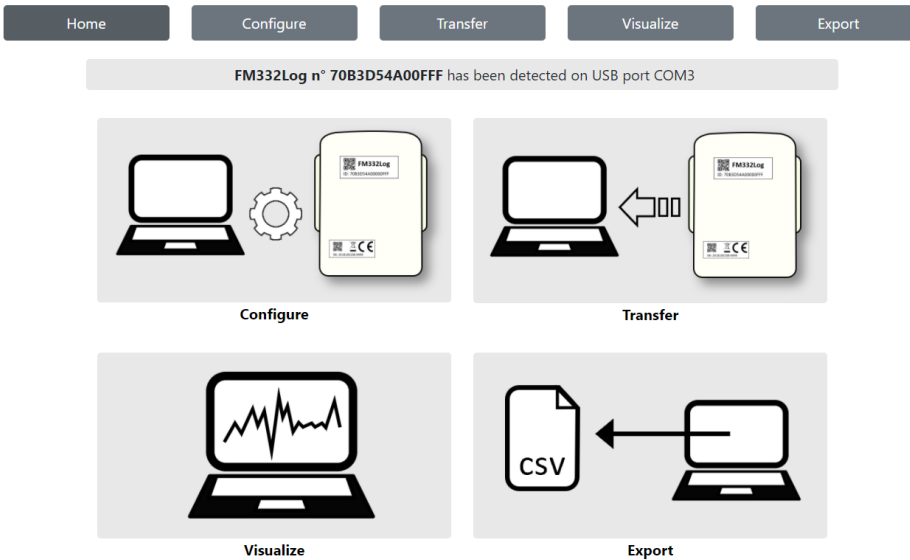 Home
Configure
Transfer
Visualize
Export
FM332Log n° 70B3D54A00FFF has been detected on USB port COM3
FM332Log
FM332Log
Configure
Transfer
CSV
Visualize
Export